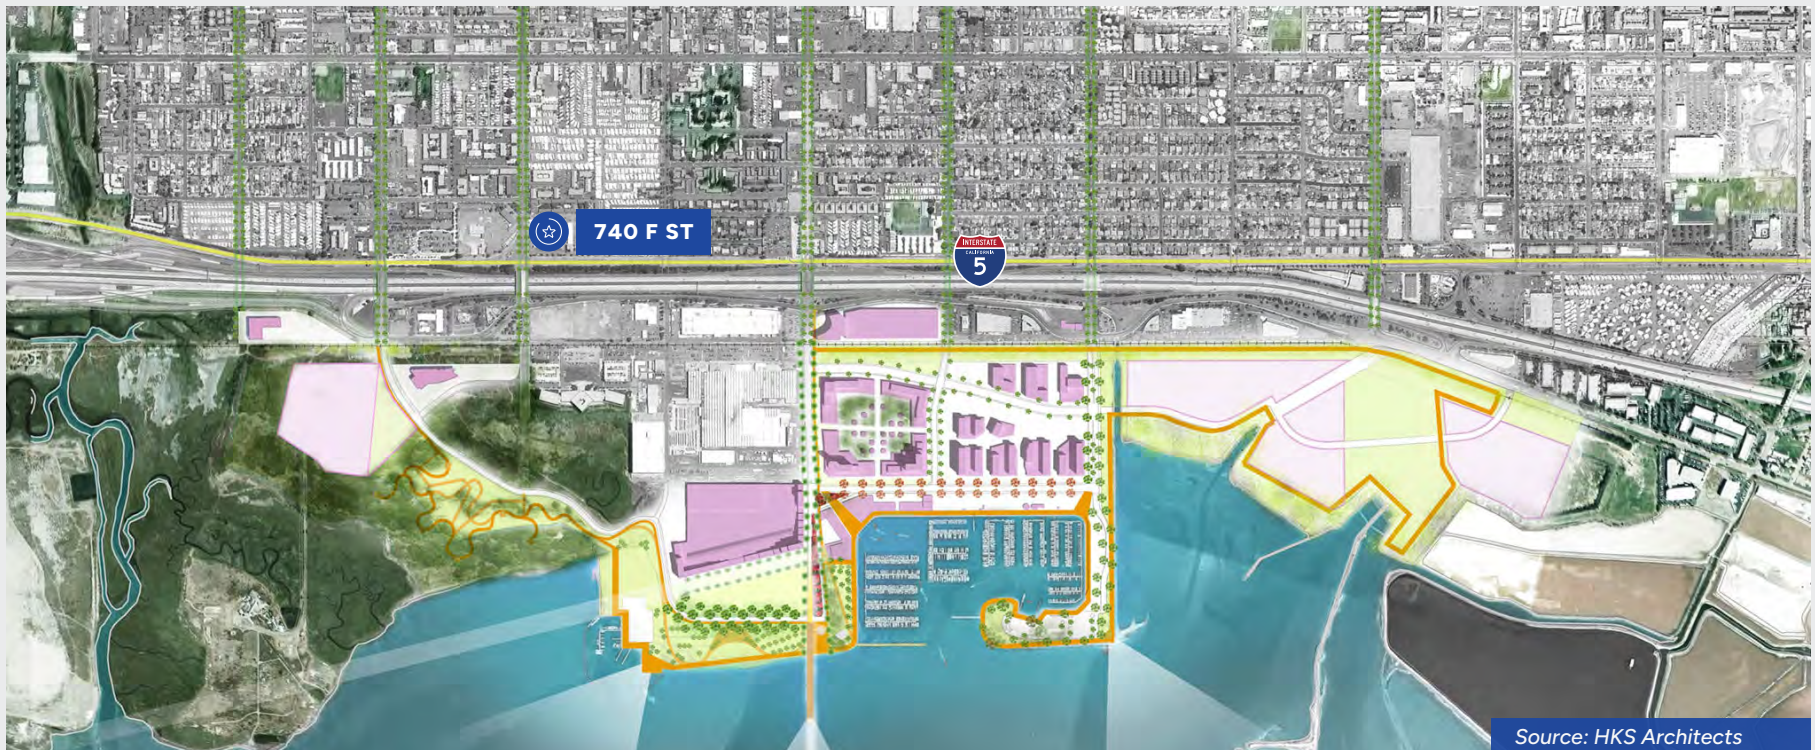 740 F ST
INTERSTATE
CALIFORNIA
5
Source: HKS Architects